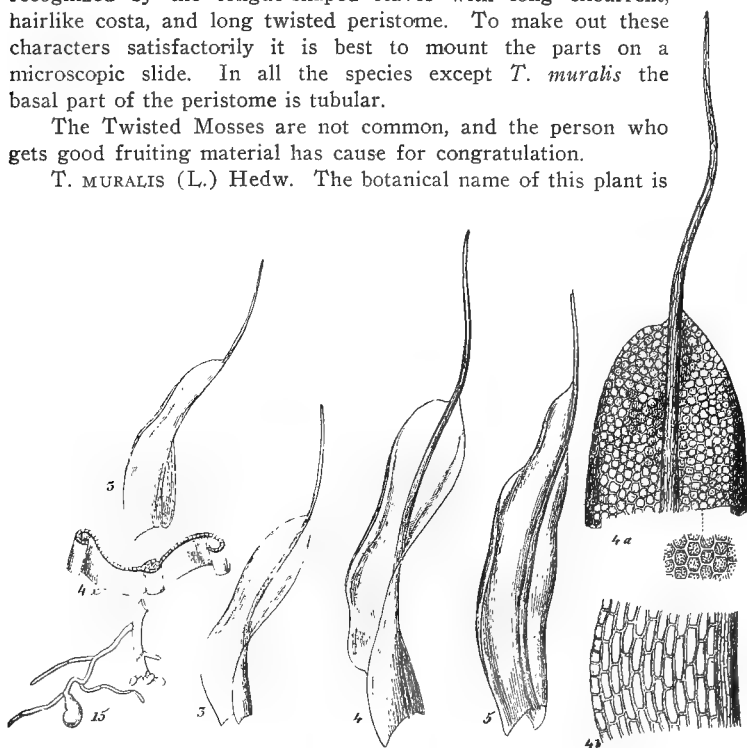 hairlike costa, and long twisted peristome. To make out these
characters satisfactorily it is best to mount the parts on a
microscopic slide. In all the species except T. muralis the
basal part of the peristome is tubular.
The Twisted Mosses are not common, and the person who
gets good fruiting material has cause for congratulation.
T. MURALIS (L.) Hedw. The botanical name of this plant is
3
4a
4x
3
4
5
15
4b